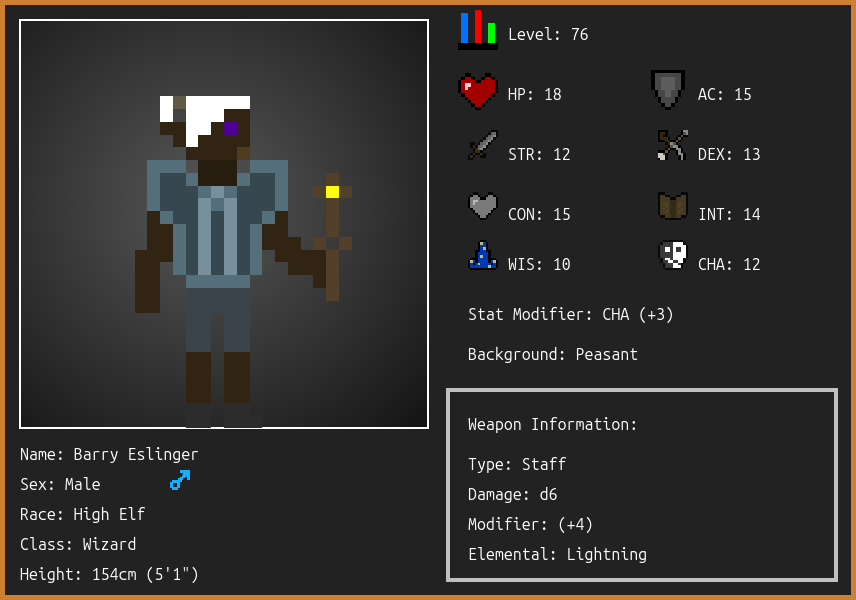 Level: 76
HP: 18
AC: 15
STR: 12
DEX: 13
CON: 15
INT: 14
WIS: 10
CHA: 12
Stat Modifier: CHA (+3)
Background: Peasant
Weapon Information:
Type: Staff
Damage: d6
Modifier: (+4)
Elemental: Lightning
Name: Barry Eslinger
Sex: Male
Race: High Elf
Class: Wizard
Height: 154cm (5'1")